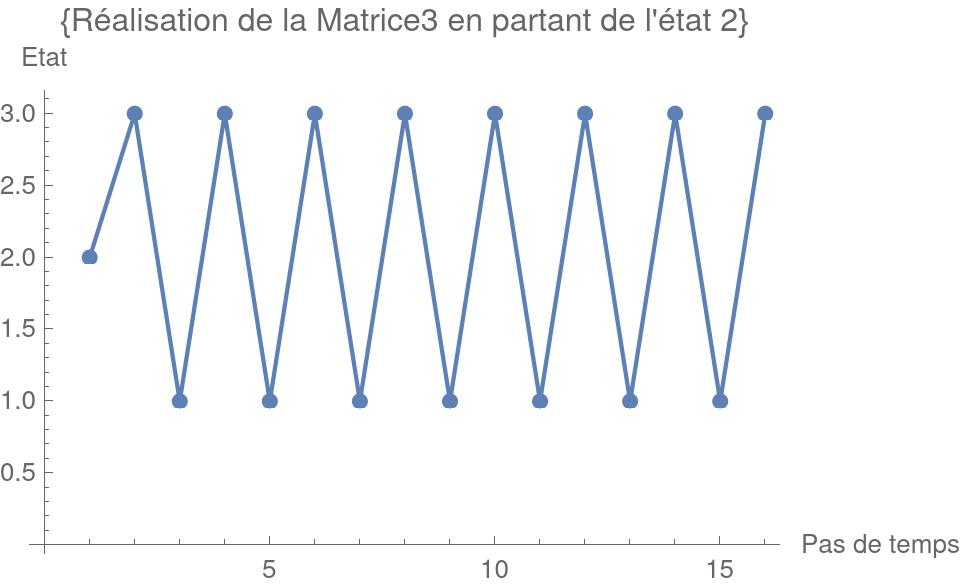 {Réalisation de la Matrice3 en partant de l'état 2}
Etat
3.0
2.5
2.0
1.5
1.0
0.5
5 10 15
Pas de temps